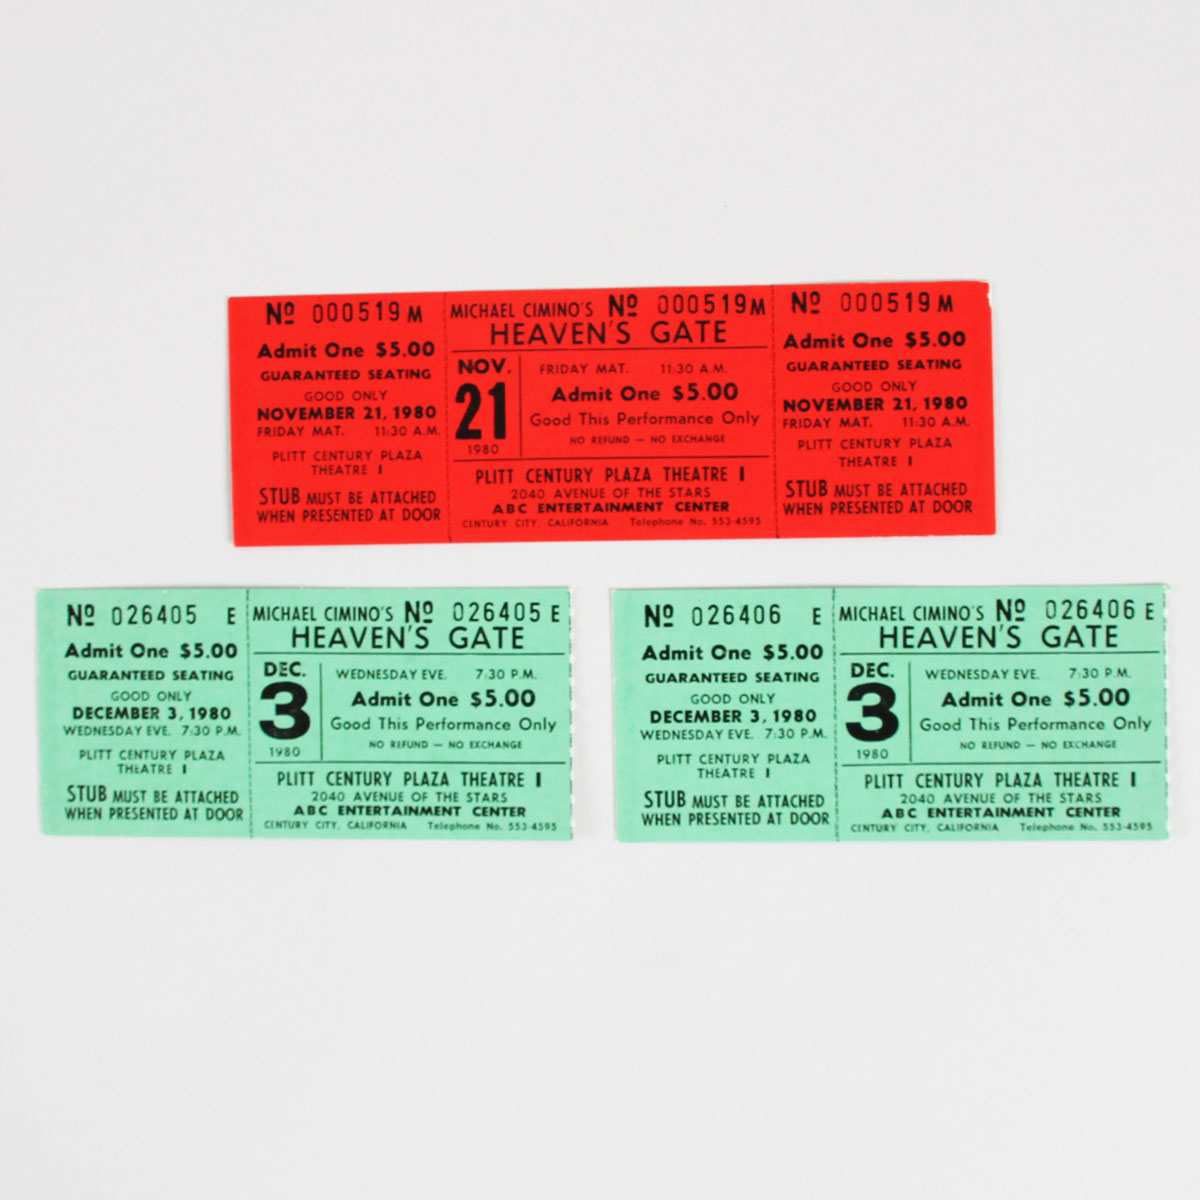 Nº 000519 M
Admit One $5.00
GUARANTEED SEATING
GOOD ONLY
NOVEMBER 21, 1980
FRIDAY MAT. 11:30 A.M.
PLITT CENTURY PLAZA
THEATRE I
STUB MUST BE ATTACHED
WHEN PRESENTED AT DOOR
MICHAEL CIMINO'S Nº 000519 M
HEAVEN'S GATE
NOV.
21
1980
FRIDAY MAT. 11:30 A.M.
Admit One $5.00
Good This Performance Only
NO REFUND — NO EXCHANGE
PLITT CENTURY PLAZA THEATRE I
2040 AVENUE OF THE STARS
ABC ENTERTAINMENT CENTER
CENTURY CITY, CALIFORNIA Telephone No. 553-4595
Nº 000519 M
Admit One $5.00
GUARANTEED SEATING
GOOD ONLY
NOVEMBER 21, 1980
FRIDAY MAT. 11:30 A.M.
PLITT CENTURY PLAZA
THEATRE I
STUB MUST BE ATTACHED
WHEN PRESENTED AT DOOR
Nº 026405 E
Admit One $5.00
GUARANTEED SEATING
GOOD ONLY
DECEMBER 3, 1980
WEDNESDAY EVE. 7:30 P.M.
PLITT CENTURY PLAZA
THEATRE I
STUB MUST BE ATTACHED
WHEN PRESENTED AT DOOR
MICHAEL CIMINO'S Nº 026405 E
HEAVEN'S GATE
DEC.
3
1980
WEDNESDAY EVE. 7:30 P.M.
Admit One $5.00
Good This Performance Only
NO REFUND — NO EXCHANGE
PLITT CENTURY PLAZA THEATRE I
2040 AVENUE OF THE STARS
ABC ENTERTAINMENT CENTER
CENTURY CITY, CALIFORNIA Telephone No. 553-4595
Nº 026406 E
Admit One $5.00
GUARANTEED SEATING
GOOD ONLY
DECEMBER 3, 1980
WEDNESDAY EVE. 7:30 P.M.
PLITT CENTURY PLAZA
THEATRE I
STUB MUST BE ATTACHED
WHEN PRESENTED AT DOOR
MICHAEL CIMINO'S Nº 026406 E
HEAVEN'S GATE
DEC.
3
1980
WEDNESDAY EVE. 7:30 P.M.
Admit One $5.00
Good This Performance Only
NO REFUND — NO EXCHANGE
PLITT CENTURY PLAZA THEATRE I
2040 AVENUE OF THE STARS
ABC ENTERTAINMENT CENTER
CENTURY CITY, CALIFORNIA Telephone No. 553-4595